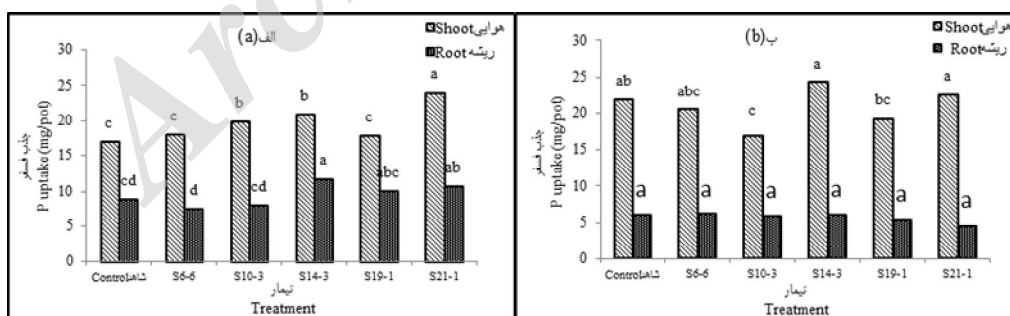 الف(a)
هوایی Shoot
ریشه Root
30
25
20
15
10
5
0
جذب فسفر
P uptake (mg/pot)
c c b b c a
cd d cd a abc ab
شاهد Control S6-6 S10-3 S14-3 S19-1 S21-1
تیمار
Treatment
ب(b)
هوایی Shoot
ریشه Root
30
25
20
15
10
5
0
جذب فسفر
P uptake (mg/pot)
ab abc c a bc a
a a a a a a
شاهد Control S6-6 S10-3 S14-3 S19-1 S21-1
تیمار
Treatment